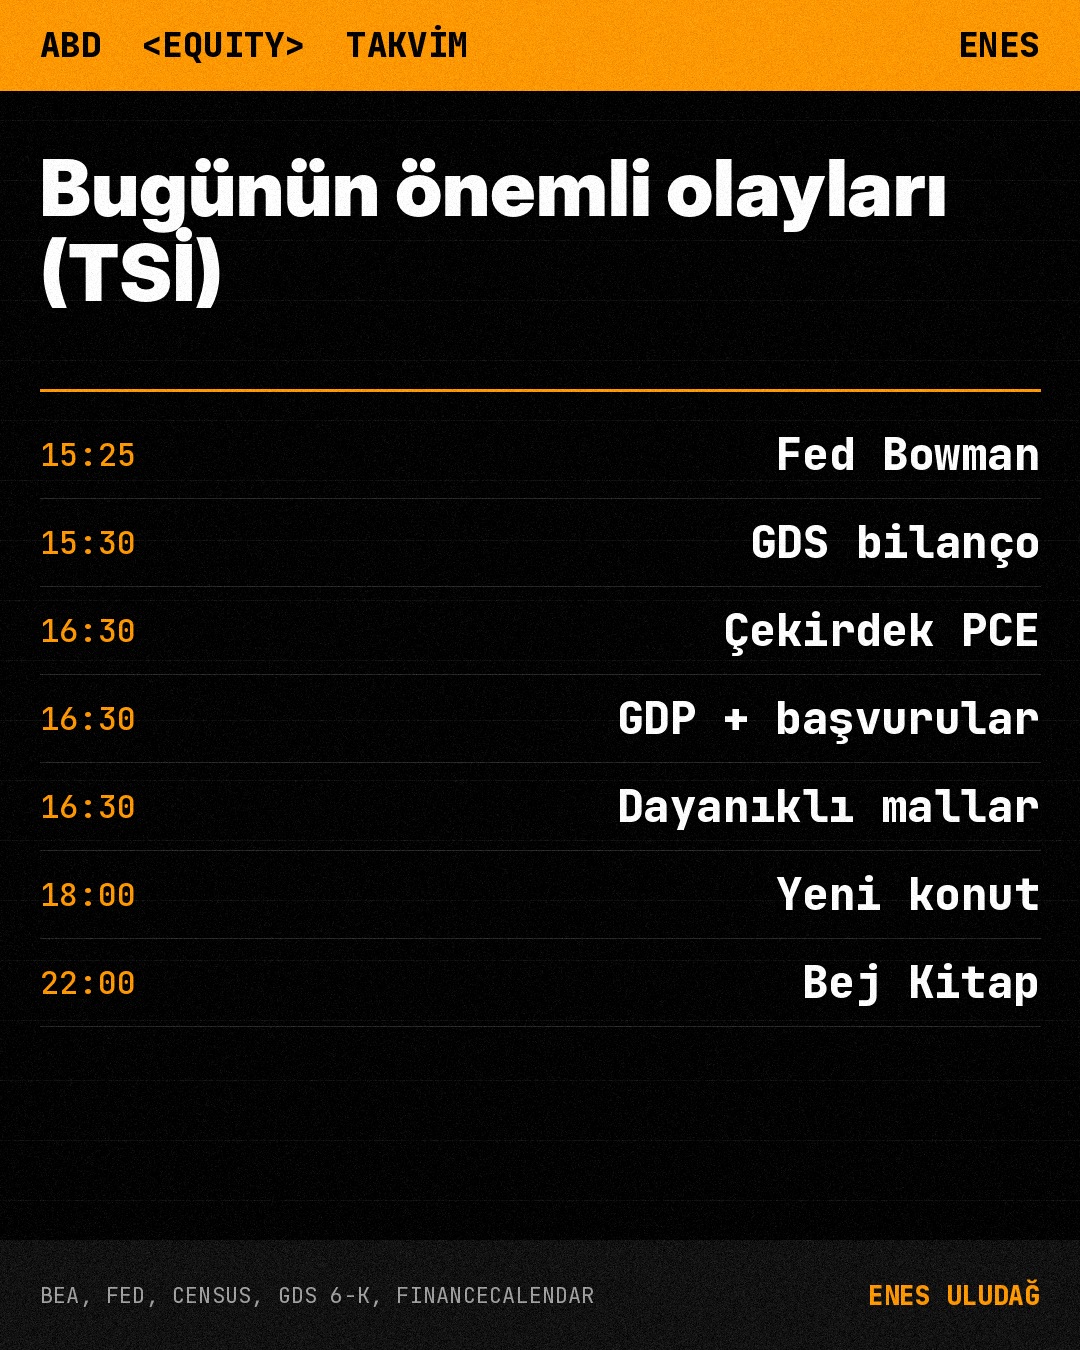 ABD <EQUITY> TAKVİM ENES
Bugünün önemli olayları
(TSİ)
15:25 Fed Bowman
15:30 GDS bilanço
16:30 Çekirdek PCE
16:30 GDP + başvurular
16:30 Dayanıklı mallar
18:00 Yeni konut
22:00 Bej Kitap
BEA, FED, CENSUS, GDS 6-K, FINANCECALENDAR ENES ULUDAĞ